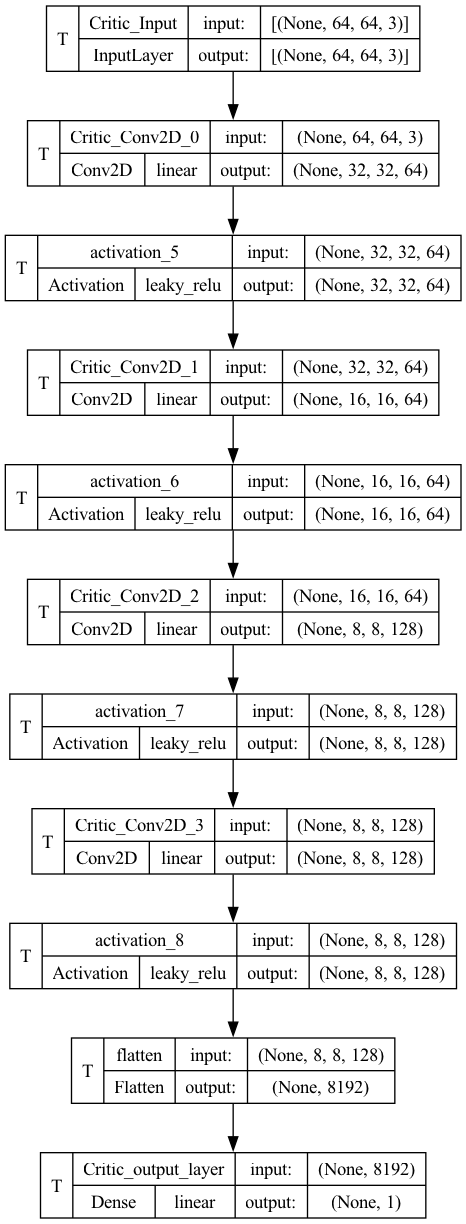 T Critic_Input input: [(None, 64, 64, 3)]
InputLayer output: [(None, 64, 64, 3)]
T Critic_Conv2D_0 input: (None, 64, 64, 3)
Conv2D linear output: (None, 32, 32, 64)
T activation_5 input: (None, 32, 32, 64)
Activation leaky_relu output: (None, 32, 32, 64)
T Critic_Conv2D_1 input: (None, 32, 32, 64)
Conv2D linear output: (None, 16, 16, 64)
T activation_6 input: (None, 16, 16, 64)
Activation leaky_relu output: (None, 16, 16, 64)
T Critic_Conv2D_2 input: (None, 16, 16, 64)
Conv2D linear output: (None, 8, 8, 128)
T activation_7 input: (None, 8, 8, 128)
Activation leaky_relu output: (None, 8, 8, 128)
T Critic_Conv2D_3 input: (None, 8, 8, 128)
Conv2D linear output: (None, 8, 8, 128)
T activation_8 input: (None, 8, 8, 128)
Activation leaky_relu output: (None, 8, 8, 128)
T flatten input: (None, 8, 8, 128)
Flatten output: (None, 8192)
T Critic_output_layer input: (None, 8192)
Dense linear output: (None, 1)